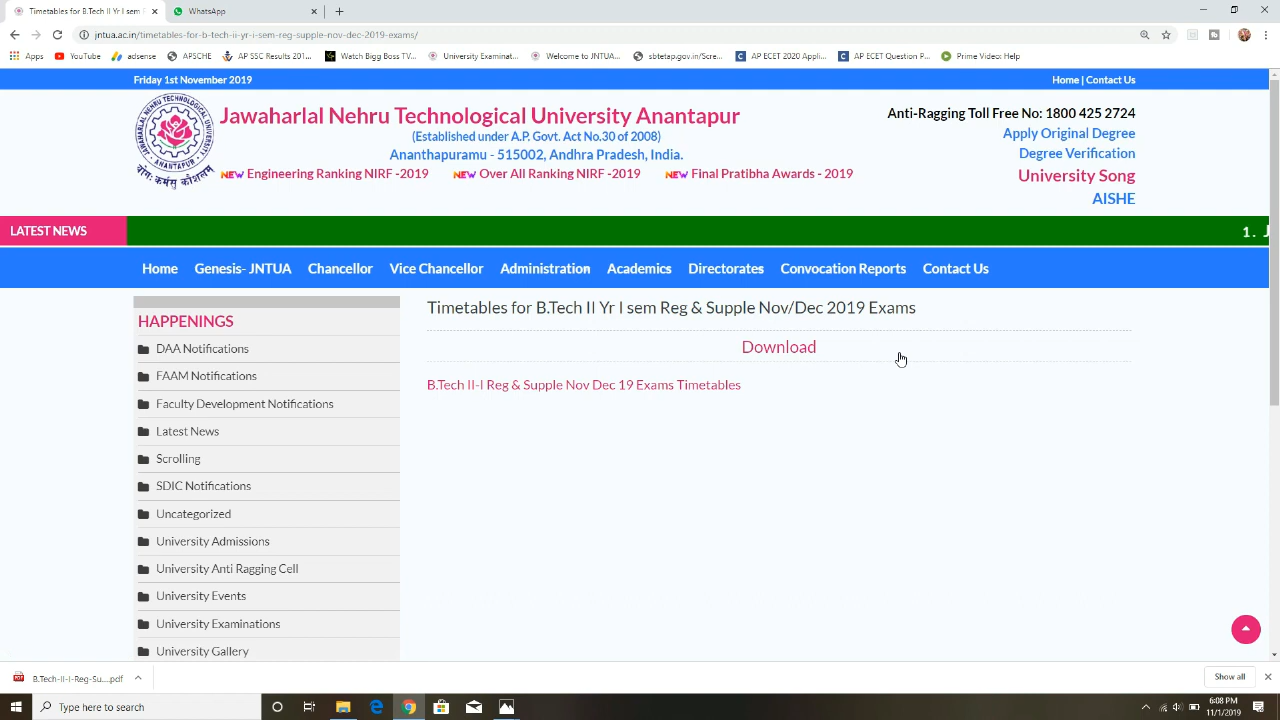 Timetables for B.Tech II Yr I sem F
WhatsApp
jntua.ac.in/timetables-for-b-tech-ii-yr-i-sem-reg-supple-nov-dec-2019-exams/
Apps
YouTube
adsense
APSCHE
AP SSC Results 201...
Watch Bigg Boss TV...
University Examinat...
Welcome to JNTUA...
sbtetap.gov.in/Scre...
AP ECET 2020 Appli...
AP ECET Question P...
Prime Video: Help
Friday 1st November 2019
Home | Contact Us
Jawaharlal Nehru Technological University Anantapur
(Established under A.P. Govt. Act No.30 of 2008)
Ananthapuramu - 515002, Andhra Pradesh, India.
NEW Engineering Ranking NIRF -2019 NEW Over All Ranking NIRF -2019 NEW Final Pratibha Awards - 2019
Anti-Ragging Toll Free No: 1800 425 2724
Apply Original Degree
Degree Verification
University Song
AISHE
LATEST NEWS
1. J
Home Genesis- JNTUA Chancellor Vice Chancellor Administration Academics Directorates Convocation Reports Contact Us
HAPPENINGS
DAA Notifications
FAAM Notifications
Faculty Development Notifications
Latest News
Scrolling
SDIC Notifications
Uncategorized
University Admissions
University Anti Ragging Cell
University Events
University Examinations
University Gallery
Timetables for B.Tech II Yr I sem Reg & Supple Nov/Dec 2019 Exams
Download
B.Tech II-I Reg & Supple Nov Dec 19 Exams Timetables
B.Tech-II-I-Reg-Su....pdf
Show all
Type here to search
6:08 PM
11/1/2019